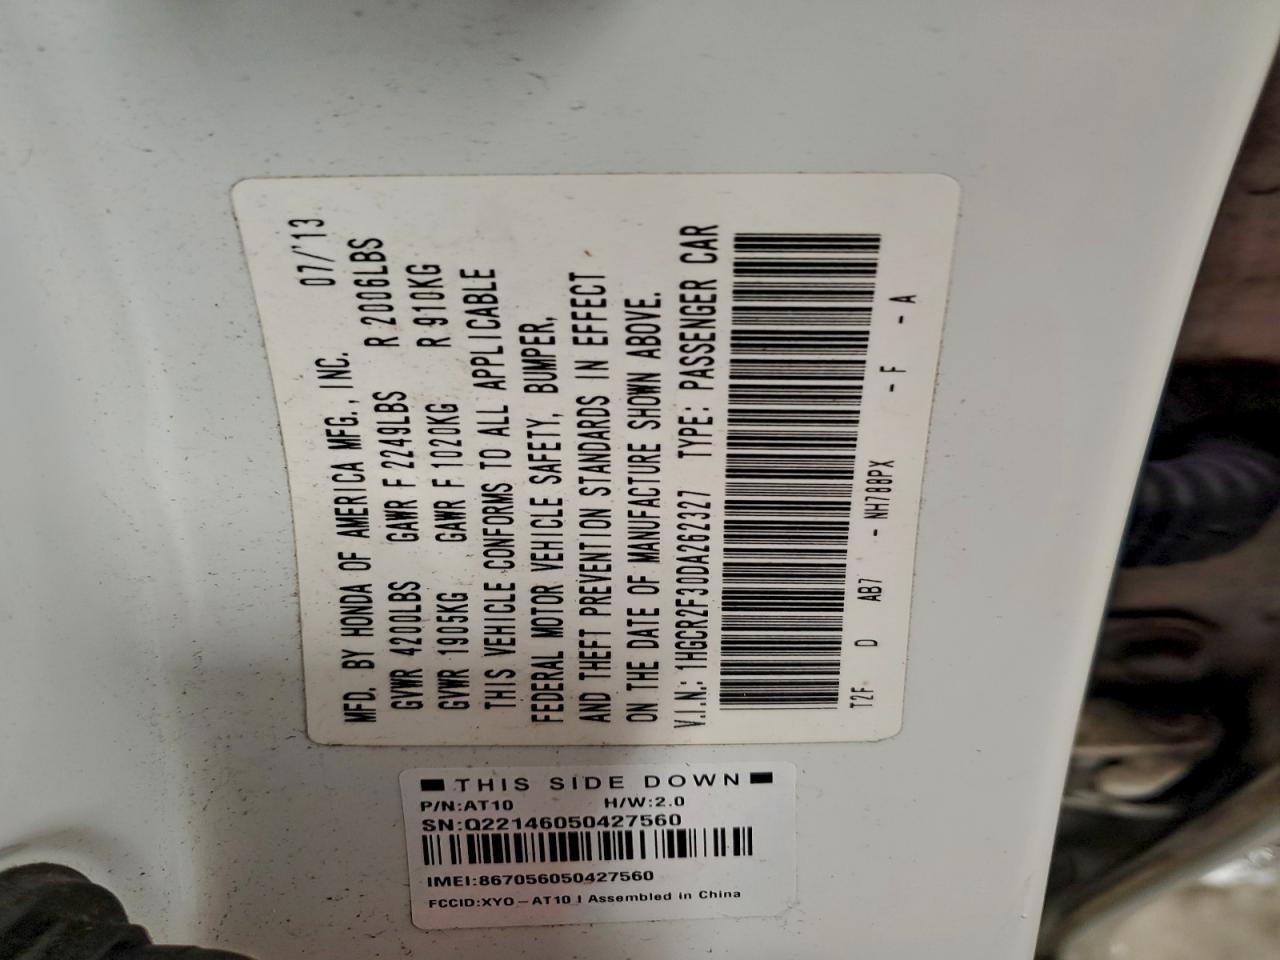 MFD. BY HONDA OF AMERICA MFG., INC. 07/'13
GVWR 4200LBS GAWR F 2249LBS R 2006LBS
GVWR 1905KG GAWR F 1020KG R 910KG
THIS VEHICLE CONFORMS TO ALL APPLICABLE
FEDERAL MOTOR VEHICLE SAFETY, BUMPER,
AND THEFT PREVENTION STANDARDS IN EFFECT
ON THE DATE OF MANUFACTURE SHOWN ABOVE.
V.I.N.: 1HGCR2F30DA262327 TYPE: PASSENGER CAR
T2F D AB7 - NH788PX - F - A
THIS SIDE DOWN
P/N:AT10 H/W:2.0
SN:Q22146050427560
IMEI:867056050427560
FCCID:XYO-AT10 | Assembled in China